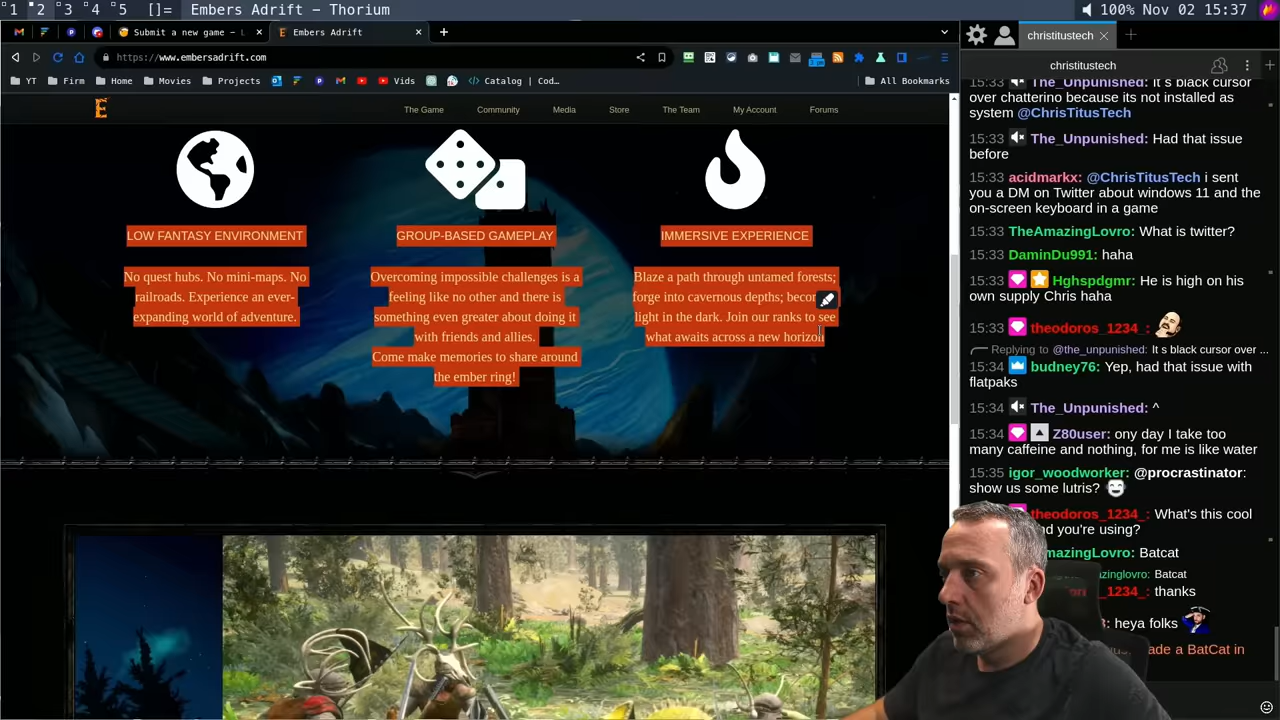 1 2 3 4 5 []= Embers Adrift - Thorium
100% Nov 02 15:37
Submit a new game - L
Embers Adrift
https://www.embersadrift.com
YT Firm Home Movies Projects Vids Catalog | Cod... All Bookmarks
The Game Community Media Store The Team My Account Forums
LOW FANTASY ENVIRONMENT
No quest hubs. No mini-maps. No
railroads. Experience an ever-
expanding world of adventure.
GROUP-BASED GAMEPLAY
Overcoming impossible challenges is a
feeling like no other and there is
something even greater about doing it
with friends and allies.
Come make memories to share around
the ember ring!
IMMERSIVE EXPERIENCE
Blaze a path through untamed forests;
forge into cavernous depths;
light in the dark. Join our ranks to see
what awaits across a new horizon
christitustech
christitustech
15:33 The_Unpunished: It's black cursor
over chatterino because its not installed as
system @ChrisTitusTech
15:33 The_Unpunished: Had that issue
before
15:33 acidmarkx: @ChrisTitusTech i sent
you a DM on Twitter about windows 11 and the
on-screen keyboard in a game
15:33 TheAmazingLovro: What is twitter?
15:33 DaminDu991: haha
15:33 Hghspdgmr: He is high on his
own supply Chris haha
15:33 theodoros_1234_:
Replying to @the_unpunished: It s black cursor over ...
15:34 budney76: Yep, had that issue with
flatpaks
15:34 The_Unpunished: ^
15:34 Z80user: ony day I take too
many caffeine and nothing, for me is like water
15:35 igor_woodworker: @procrastinator:
show us some lutris?
theodoros_1234_: What's this cool
you're using?
mazingLovro: Batcat
azinglovro: Batcat
1234_: thanks
: heya folks
ade a BatCat in